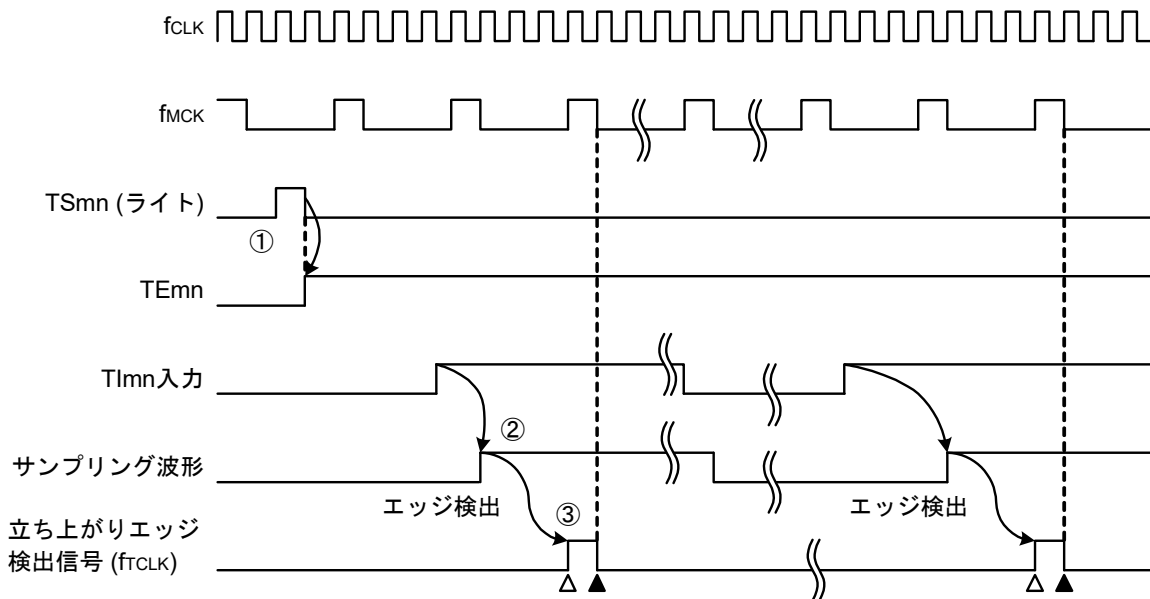 fCLK
fMCK
TSmn (ライト)
①
TEmn
TImn入力
②
サンプリング波形
エッジ検出 エッジ検出
③
立ち上がりエッジ
検出信号 (fTCLK)